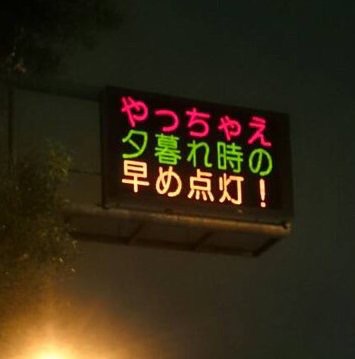 やっちゃえ
夕暮れ時の
早め点灯！